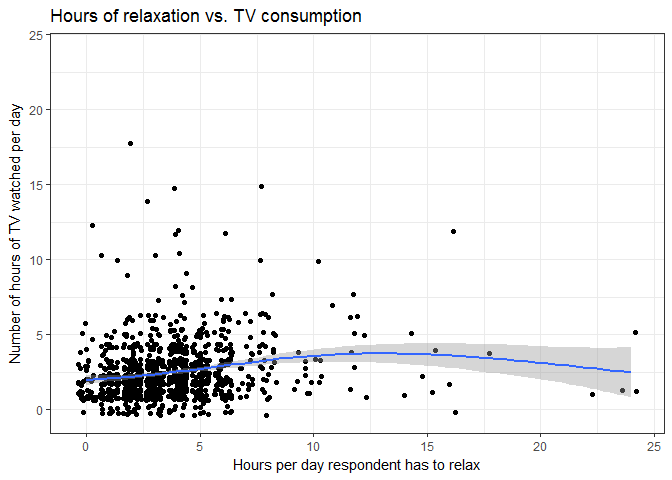 Hours of relaxation vs. TV consumption
25
20
15
10
5
0
Number of hours of TV watched per day
0 5 10 15 20 25
Hours per day respondent has to relax